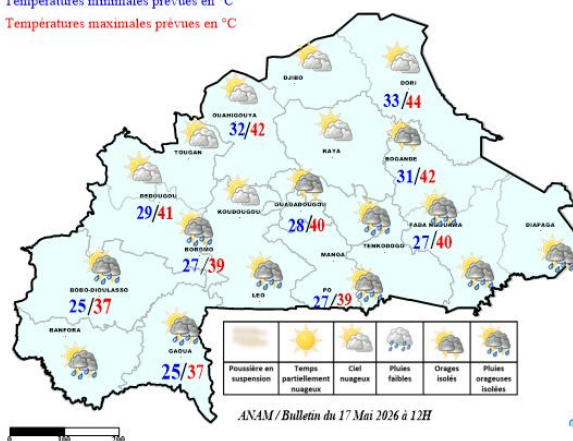 Températures minimales prévues en °C
Températures maximales prévues en °C
DJIBO
DORI
33/44
OUAHIGOUYA
32/42
TOUGAN
KAYA
BOGANDE
31/42
DEDOUGOU
29/41
KOUDOUGOU
OUAGADOUGOU
28/40
FADA NGOURMA
27/40
DIAPAGA
TENKODOGO
BOROMO
27/39
MANGA
BOBO-DIOULASSO
25/37
LEO
PO
27/39
BANFORA
GAOUA
25/37
Poussière en suspension
Temps partiellement nuageux
Ciel nuageux
Pluies faibles
Orages isolés
Pluies orageuses isolées
ANAM / Bulletin du 17 Mai 2026 à 12H
0 100 200